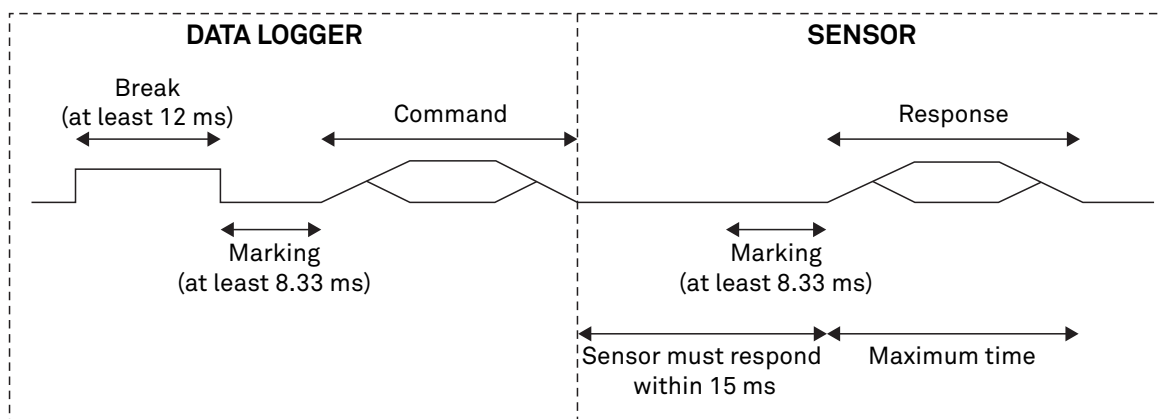 DATA LOGGER
SENSOR
Break
(at least 12 ms)
Command
Response
Marking
(at least 8.33 ms)
Marking
(at least 8.33 ms)
Sensor must respond
within 15 ms
Maximum time